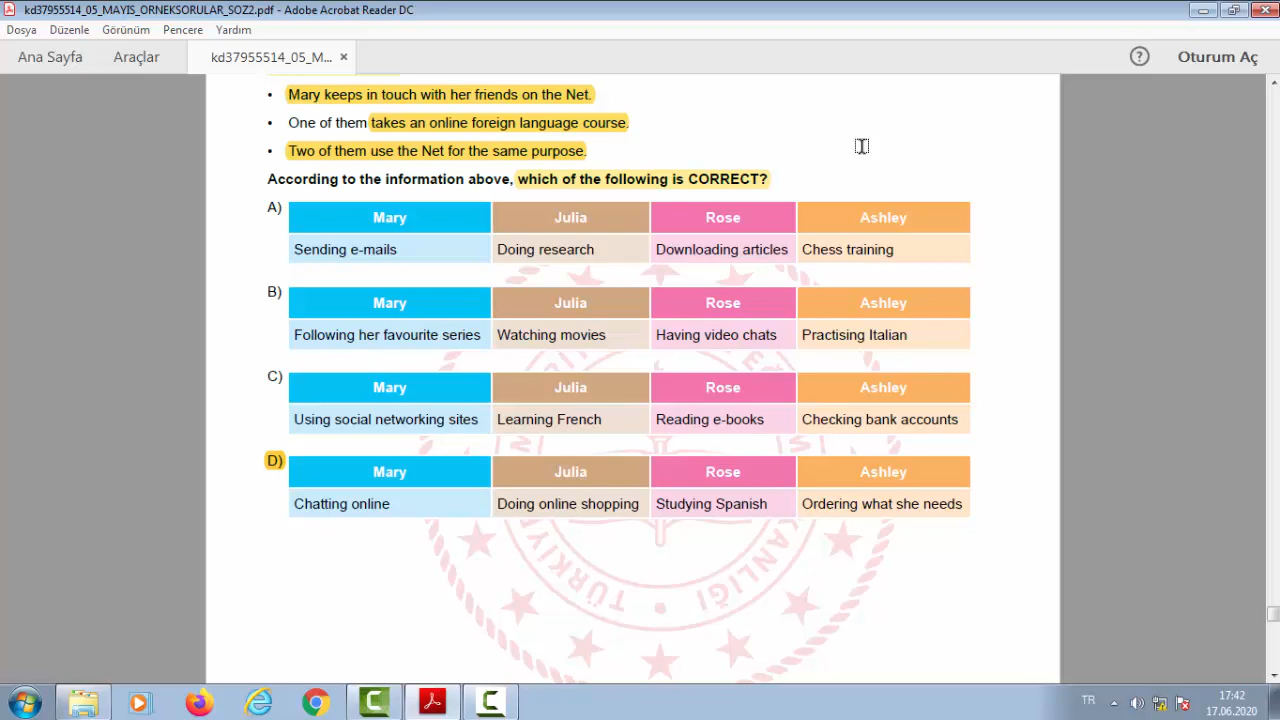 kd37955514_05_MAYIS_ORNEKSORULAR_SOZ2.pdf - Adobe Acrobat Reader DC
Dosya Düzenle Görünüm Pencere Yardım
Ana Sayfa Araçlar kd37955514_05_M... × ? Oturum Aç
• Mary keeps in touch with her friends on the Net.
• One of them takes an online foreign language course.
• Two of them use the Net for the same purpose.
According to the information above, which of the following is CORRECT?
A) Mary Julia Rose Ashley
Sending e-mails Doing research Downloading articles Chess training
B) Mary Julia Rose Ashley
Following her favourite series Watching movies Having video chats Practising Italian
C) Mary Julia Rose Ashley
Using social networking sites Learning French Reading e-books Checking bank accounts
D) Mary Julia Rose Ashley
Chatting online Doing online shopping Studying Spanish Ordering what she needs
TR 17:42
17.06.2020